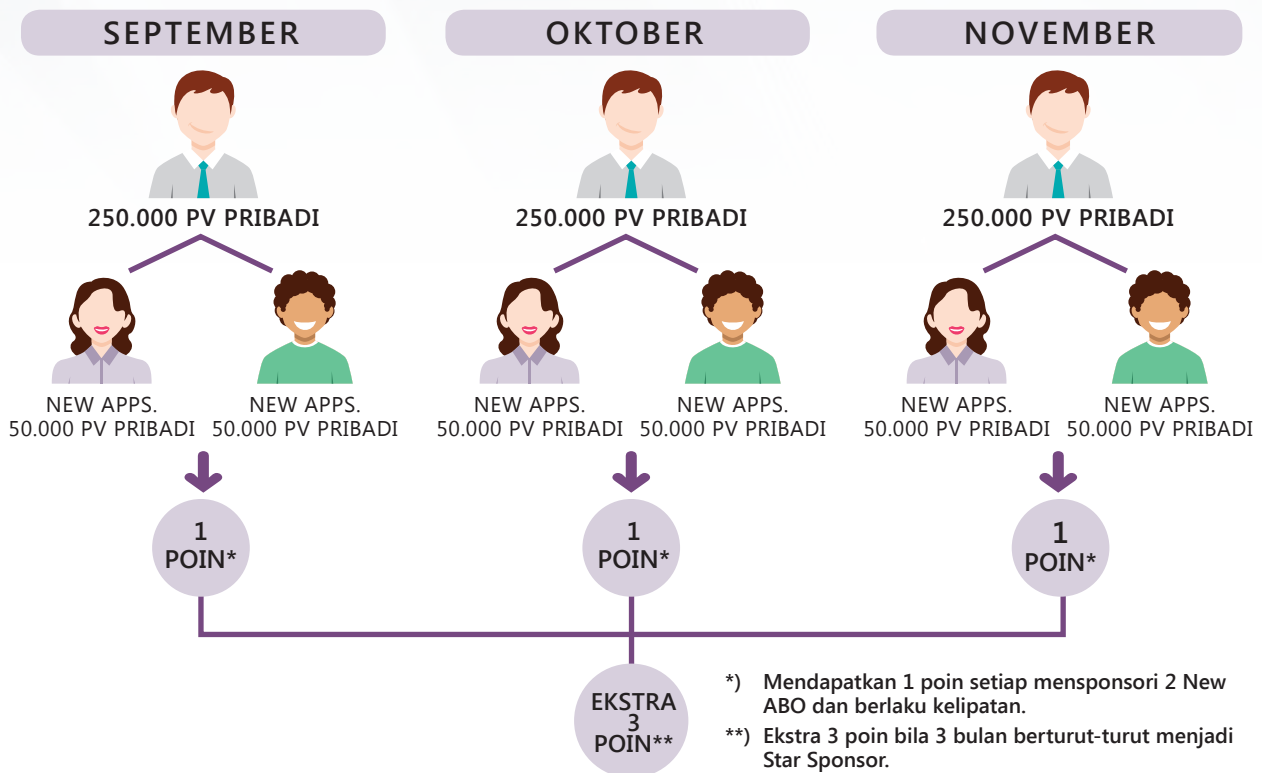 SEPTEMBER
OKTOBER
NOVEMBER
250.000 PV PRIBADI
250.000 PV PRIBADI
250.000 PV PRIBADI
NEW APPS.
50.000 PV PRIBADI
NEW APPS.
50.000 PV PRIBADI
NEW APPS.
50.000 PV PRIBADI
NEW APPS.
50.000 PV PRIBADI
NEW APPS.
50.000 PV PRIBADI
NEW APPS.
50.000 PV PRIBADI
1
POIN*
1
POIN*
1
POIN*
EKSTRA
3
POIN**
*) Mendapatkan 1 poin setiap mensponsori 2 New
ABO dan berlaku kelipatan.
**) Ekstra 3 poin bila 3 bulan berturut-turut menjadi
Star Sponsor.